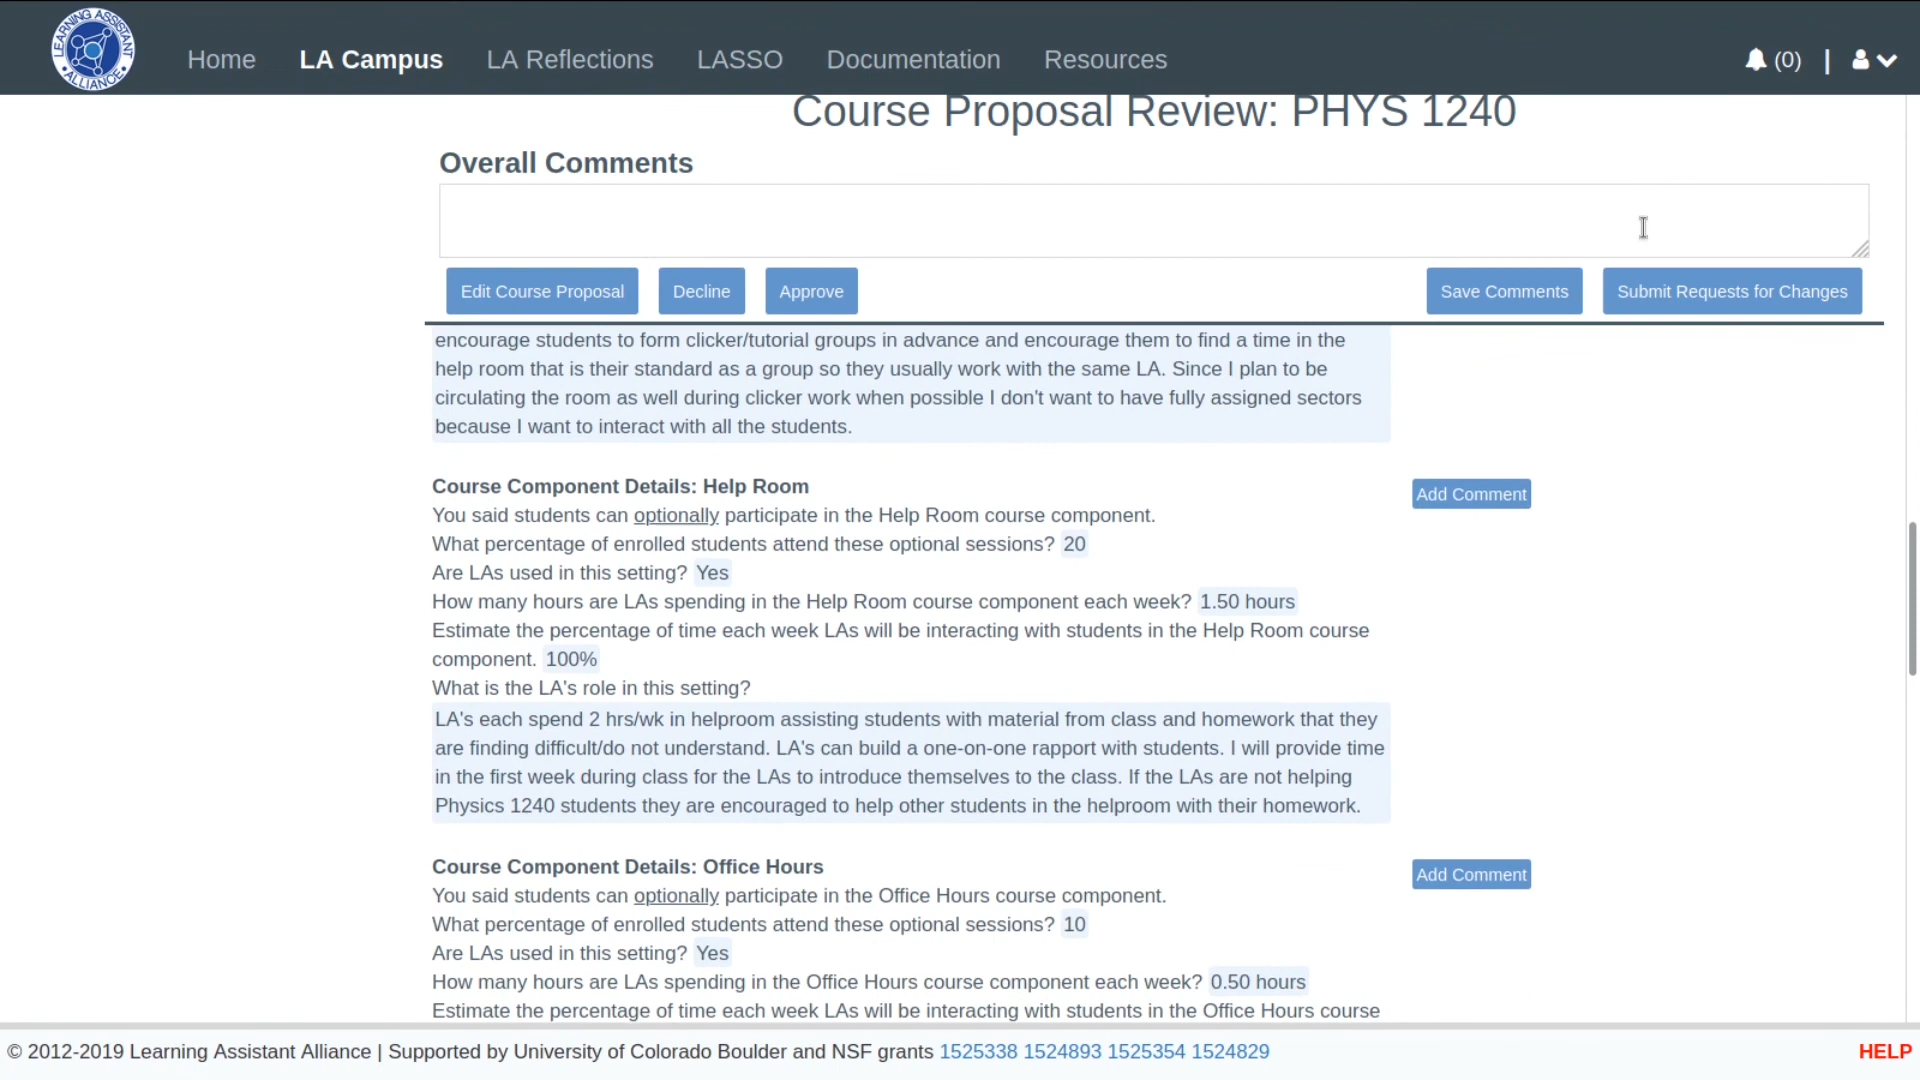 LEARNING ASSISTANT
ALLIANCE
Home LA Campus LA Reflections LASSO Documentation Resources (0) |
Course Proposal Review: PHYS 1240
Overall Comments
Edit Course Proposal Decline Approve Save Comments Submit Requests for Changes
encourage students to form clicker/tutorial groups in advance and encourage them to find a time in the
help room that is their standard as a group so they usually work with the same LA. Since I plan to be
circulating the room as well during clicker work when possible I don't want to have fully assigned sectors
because I want to interact with all the students.
Course Component Details: Help Room Add Comment
You said students can optionally participate in the Help Room course component.
What percentage of enrolled students attend these optional sessions? 20
Are LAs used in this setting? Yes
How many hours are LAs spending in the Help Room course component each week? 1.50 hours
Estimate the percentage of time each week LAs will be interacting with students in the Help Room course
component. 100%
What is the LA's role in this setting?
LA's each spend 2 hrs/wk in helproom assisting students with material from class and homework that they
are finding difficult/do not understand. LA's can build a one-on-one rapport with students. I will provide time
in the first week during class for the LAs to introduce themselves to the class. If the LAs are not helping
Physics 1240 students they are encouraged to help other students in the helproom with their homework.
Course Component Details: Office Hours Add Comment
You said students can optionally participate in the Office Hours course component.
What percentage of enrolled students attend these optional sessions? 10
Are LAs used in this setting? Yes
How many hours are LAs spending in the Office Hours course component each week? 0.50 hours
Estimate the percentage of time each week LAs will be interacting with students in the Office Hours course
© 2012-2019 Learning Assistant Alliance | Supported by University of Colorado Boulder and NSF grants 1525338 1524893 1525354 1524829 HELP